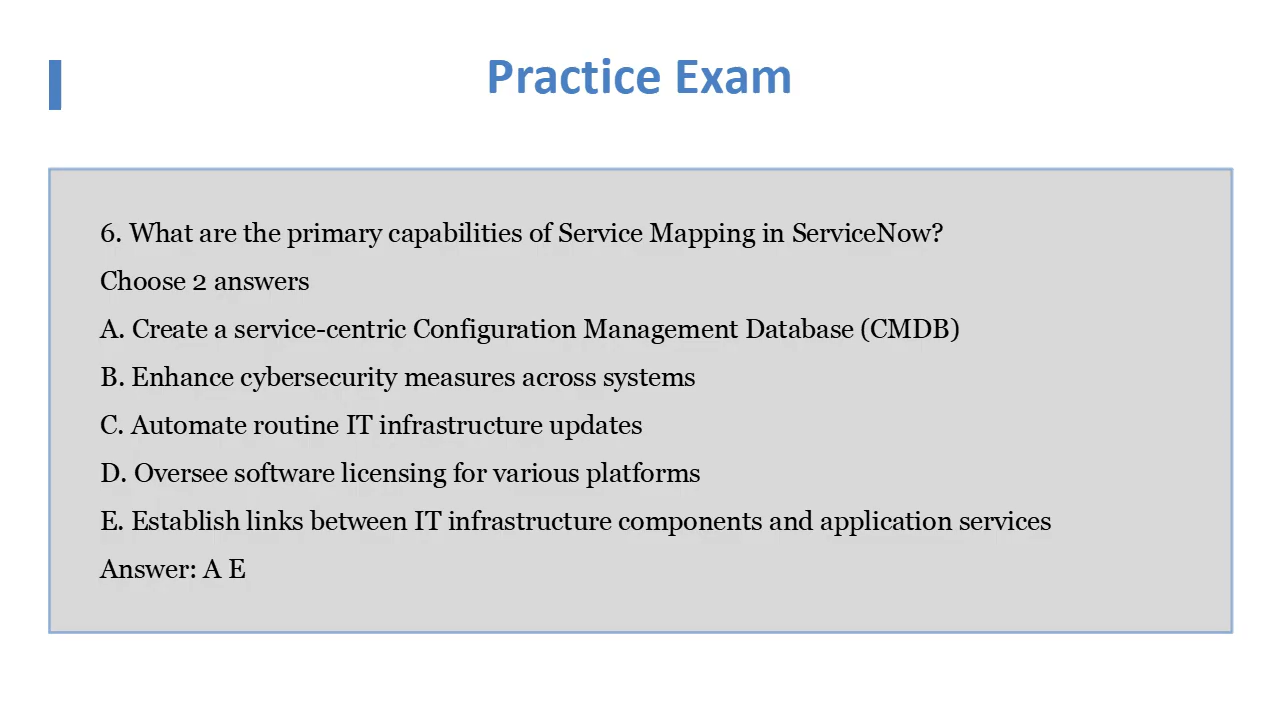 Practice Exam
6. What are the primary capabilities of Service Mapping in ServiceNow?
Choose 2 answers
A. Create a service-centric Configuration Management Database (CMDB)
B. Enhance cybersecurity measures across systems
C. Automate routine IT infrastructure updates
D. Oversee software licensing for various platforms
E. Establish links between IT infrastructure components and application services
Answer: A E